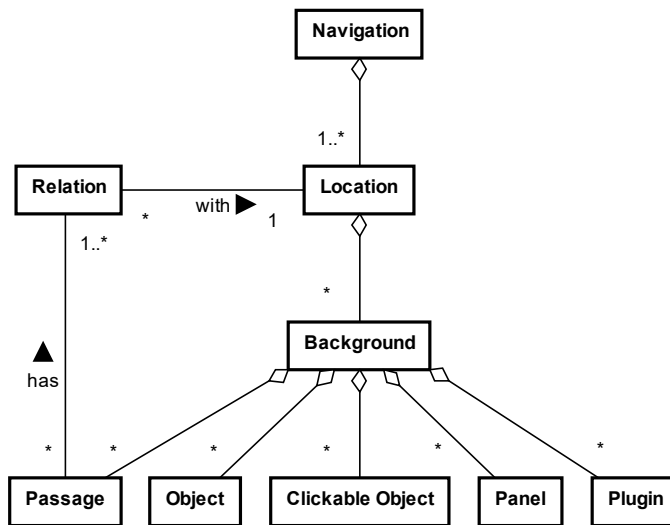 Navigation
1..*
Relation
Location
with
*
1
1..*
*
Background
has
*
*
*
*
*
*
Passage
Object
Clickable Object
Panel
Plugin